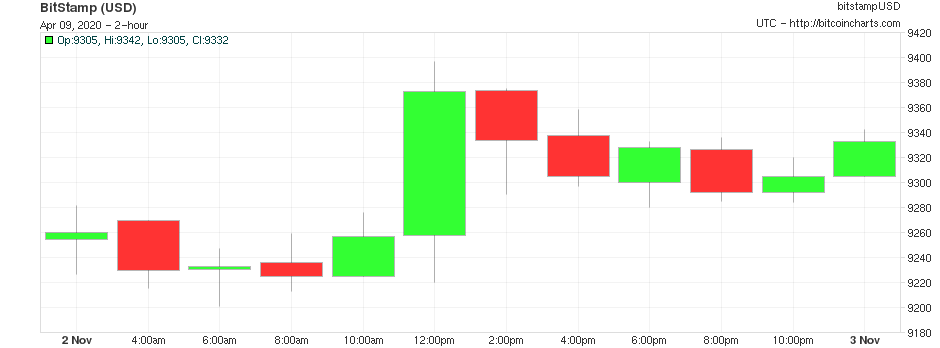 BitStamp (USD)
bitstampUSD
Apr 09, 2020 - 2-hour
UTC - http://bitcoincharts.com
Op:9305, Hi:9342, Lo:9305, Cl:9332
9420
9400
9380
9360
9340
9320
9300
9280
9260
9240
9220
9200
9180
2 Nov 4:00am 6:00am 8:00am 10:00am 12:00pm 2:00pm 4:00pm 6:00pm 8:00pm 10:00pm 3 Nov